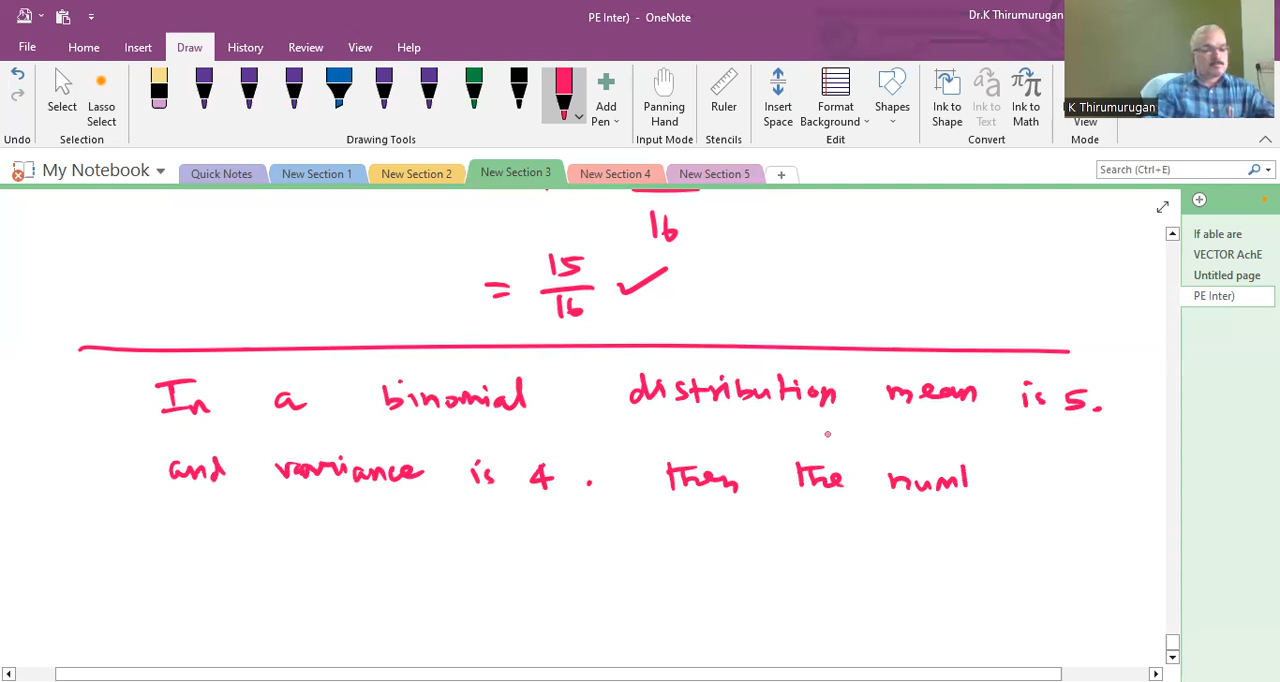 PE Inter) - OneNote
Dr.K Thirumurugan
File Home Insert Draw History Review View Help
Undo
Select
Lasso Select
Add Pen
Panning Hand
Ruler
Insert Space
Format Background
Shapes
Ink to Shape
Ink to Text
Ink to Math
View
K Thirumurugan
Selection
Drawing Tools
Input Mode
Stencils
Edit
Convert
Mode
My Notebook
Quick Notes New Section 1 New Section 2 New Section 3 New Section 4 New Section 5
Search (Ctrl+E)
If able are
VECTOR AchE
Untitled page
PE Inter)
16
= 15/16 ✓
In a binomial distribution mean is 5.
and variance is 4 . then the num